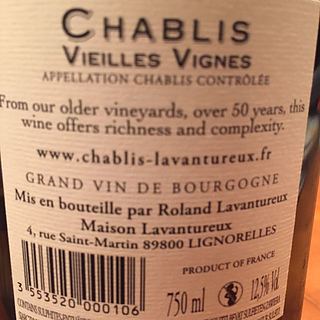 CHABLIS
VIEILLES VIGNES
APPELLATION CHABLIS CONTRÔLÉE
From our older vineyards, over 50 years, this
wine offers richness and complexity.
www.chablis-lavantureux.fr
GRAND VIN DE BOURGOGNE
Mis en bouteille par Roland Lavantureux
Maison Lavantureux
4, rue Saint-Martin 89800 LIGNORELLES
PRODUCT OF FRANCE
750 ml
12,5% Vol.
3 553520 000106